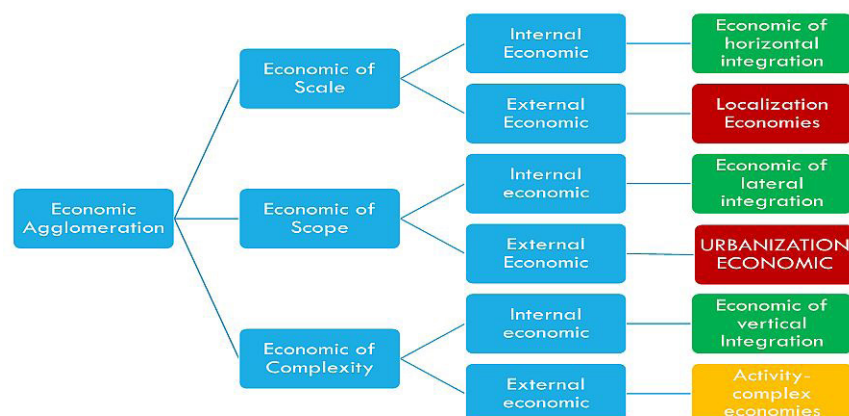 Internal
Economic
Economic of
horizontal
integration
Economic of
Scale
External
Economic
Localization
Economies
Internal
economic
Economic of
lateral
integration
Economic
Agglomeration
Economic of
Scope
External
Economic
URBANIZATION
ECONOMIC
Internal
economic
Economic of
vertical
Integration
Economic of
Complexity
External
economic
Activity-
complex
economies